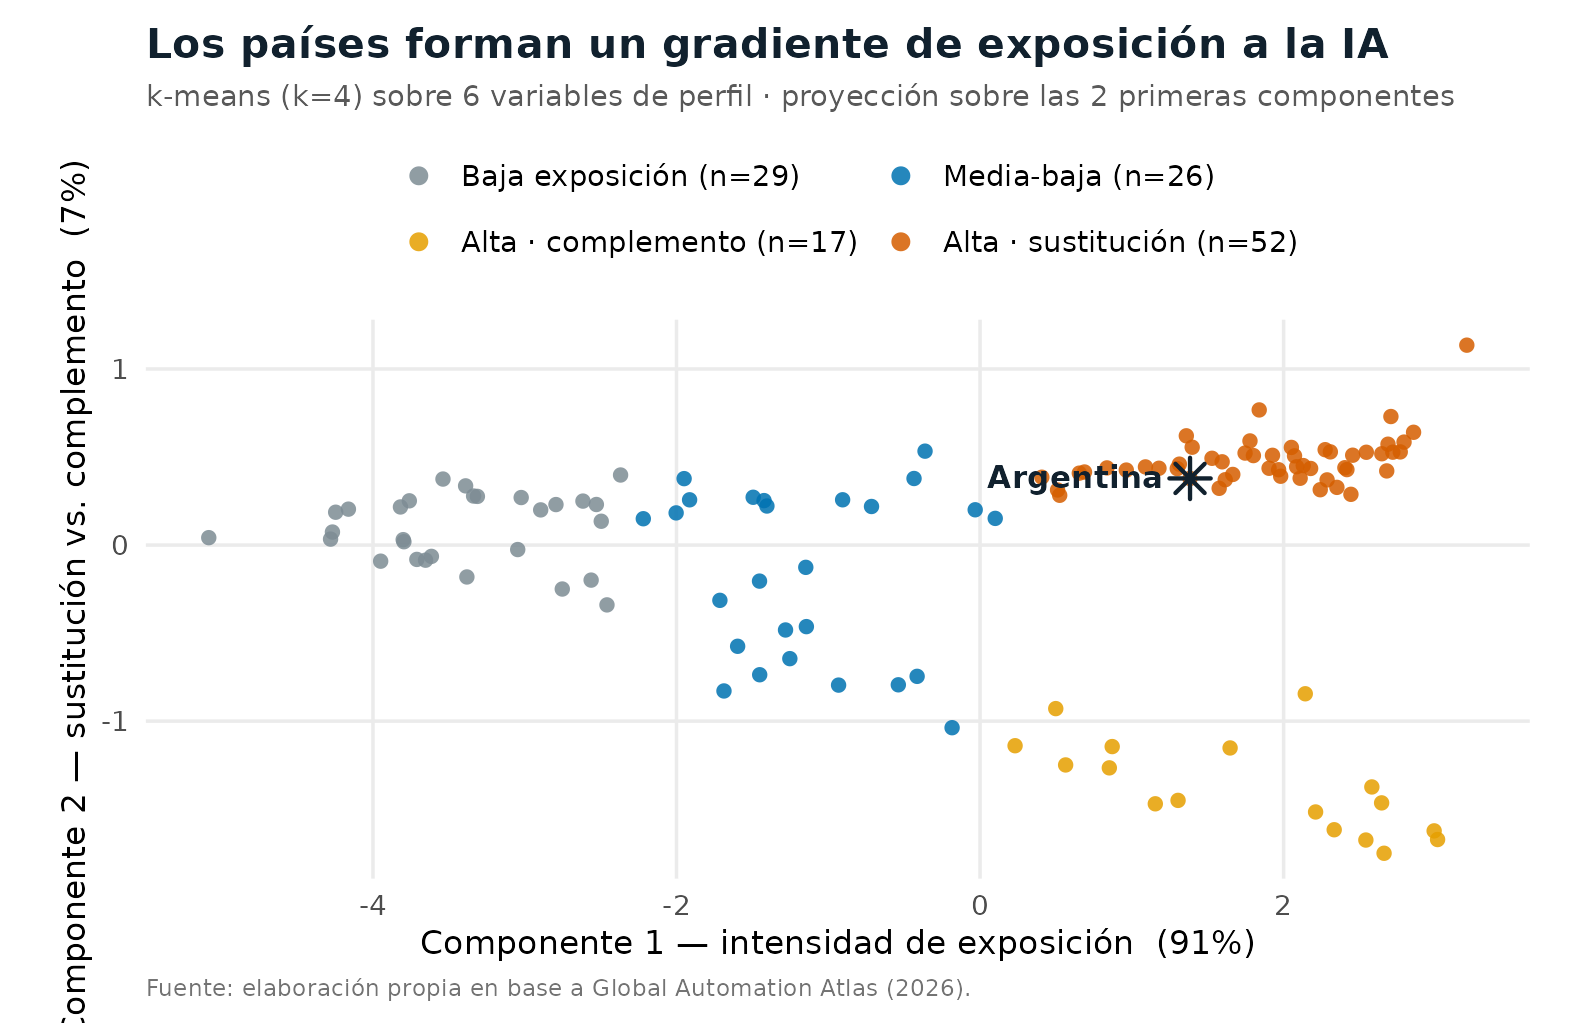 Los países forman un gradiente de exposición a la IA
k-means (k=4) sobre 6 variables de perfil · proyección sobre las 2 primeras componentes
Baja exposición (n=29)
Media-baja (n=26)
Alta · complemento (n=17)
Alta · sustitución (n=52)
Componente 2 — sustitución vs. complemento (7%)
1
0
-1
Argentina
-4
-2
0
2
Componente 1 — intensidad de exposición (91%)
Fuente: elaboración propia en base a Global Automation Atlas (2026).